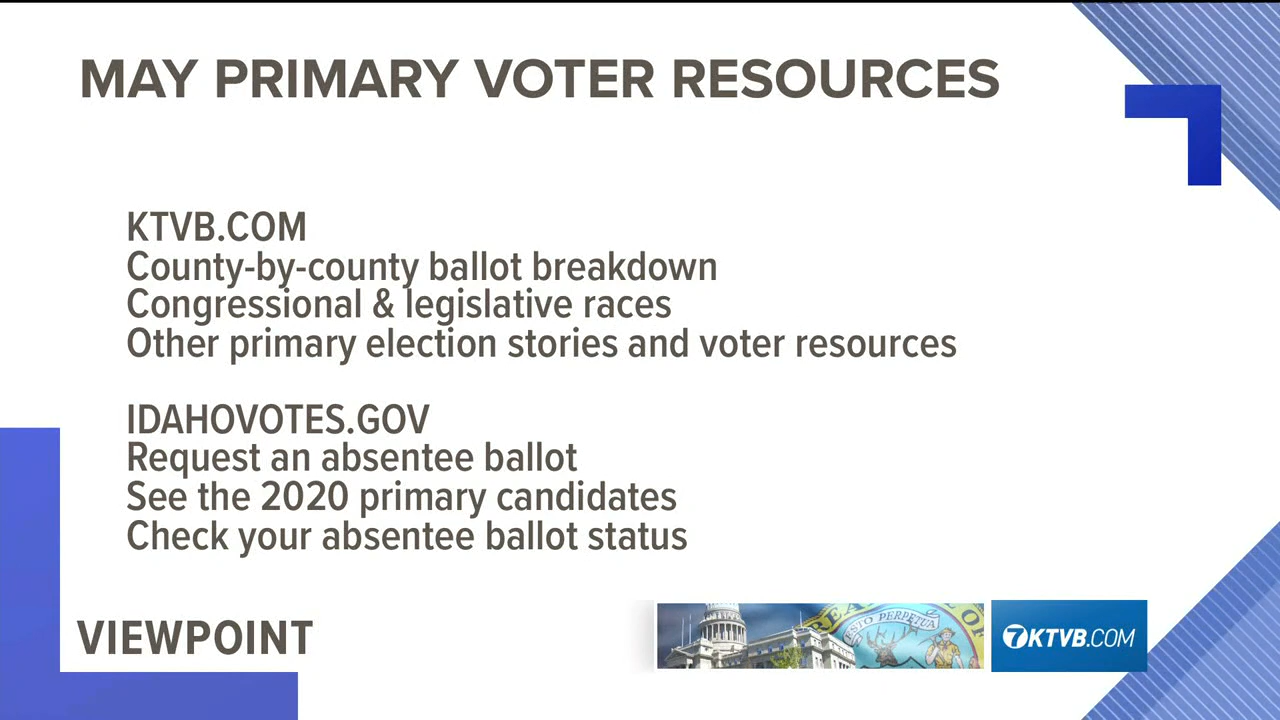 MAY PRIMARY VOTER RESOURCES
KTVB.COM
County-by-county ballot breakdown
Congressional & legislative races
Other primary election stories and voter resources
IDAHOVOTES.GOV
Request an absentee ballot
See the 2020 primary candidates
Check your absentee ballot status
VIEWPOINT
ESTO PERPETUA
7KTVB.COM